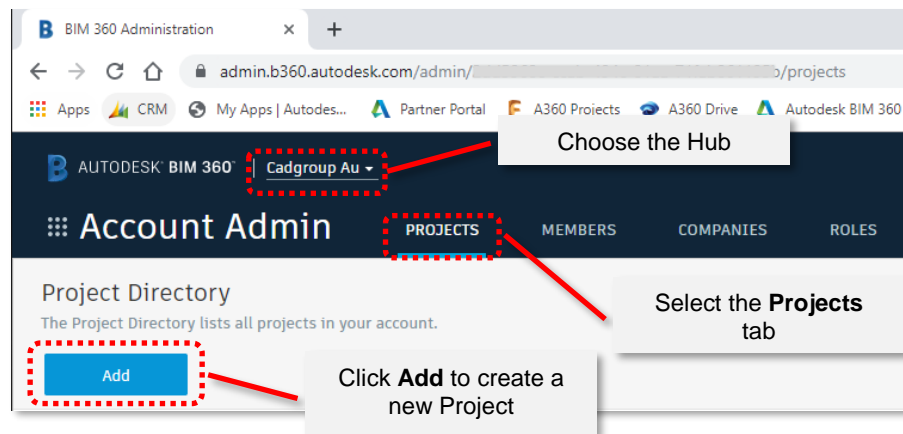 BIM 360 Administration
admin.b360.autodesk.com/admin/ b/projects
Apps CRM My Apps | Autodes... Partner Portal A360 Projects A360 Drive Autodesk BIM 360
Choose the Hub
AUTODESK® BIM 360® | Cadgroup Au
Account Admin PROJECTS MEMBERS COMPANIES ROLES
Project Directory
The Project Directory lists all projects in your account.
Select the Projects
tab
Add
Click Add to create a
new Project